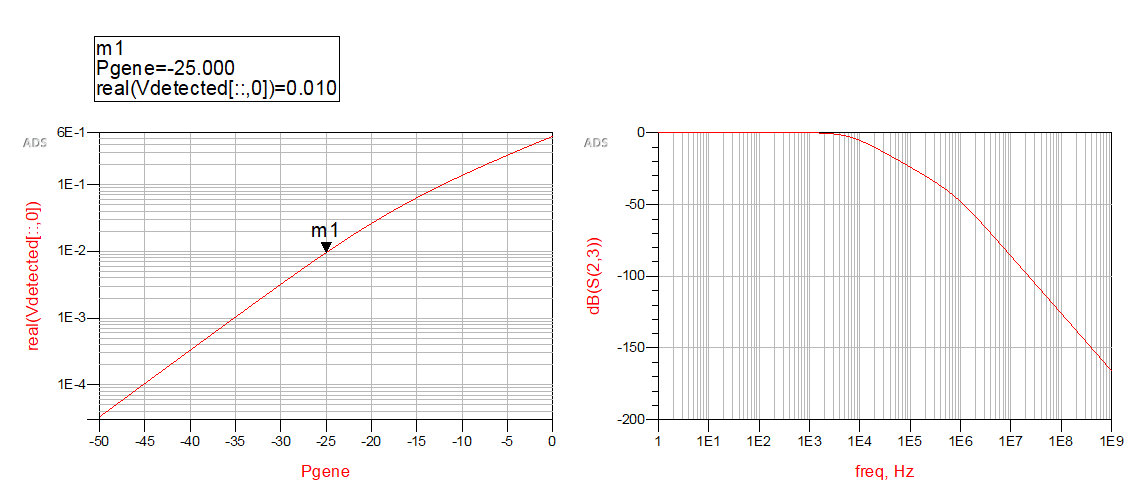 m1
Pgene=-25.000
real(Vdetected[::,0])=0.010
ADS
6E-1
1E-1
1E-2
1E-3
1E-4
real(Vdetected[::,0])
m1
-50 -45 -40 -35 -30 -25 -20 -15 -10 -5 0
Pgene
ADS
0
-50
-100
-150
-200
dB(S(2,3))
1 1E1 1E2 1E3 1E4 1E5 1E6 1E7 1E8 1E9
freq, Hz